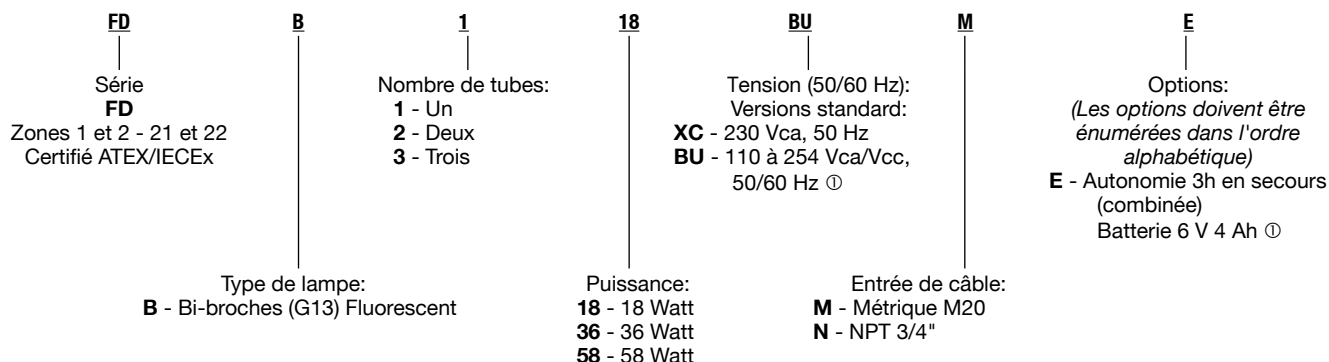 FD B 1 18 BU M E
Série
FD
Zones 1 et 2 - 21 et 22
Certifié ATEX/IECEx
Type de lampe:
B - Bi-broches (G13) Fluorescent
Nombre de tubes:
1 - Un
2 - Deux
3 - Trois
Puissance:
18 - 18 Watt
36 - 36 Watt
58 - 58 Watt
Tension (50/60 Hz):
Versions standard:
XC - 230 Vca, 50 Hz
BU - 110 à 254 Vca/Vcc,
50/60 Hz ①
Entrée de câble:
M - Métrique M20
N - NPT 3/4"
Options:
(Les options doivent être
énumérées dans l'ordre
alphabétique)
E - Autonomie 3h en secours
(combinée)
Batterie 6 V 4 Ah ①